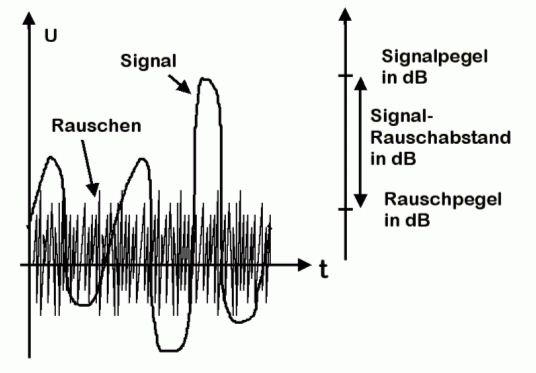 U
Signal
Rauschen
t
Signalpegel
in dB
Signal-
Rauschabstand
in dB
Rauschpegel
in dB